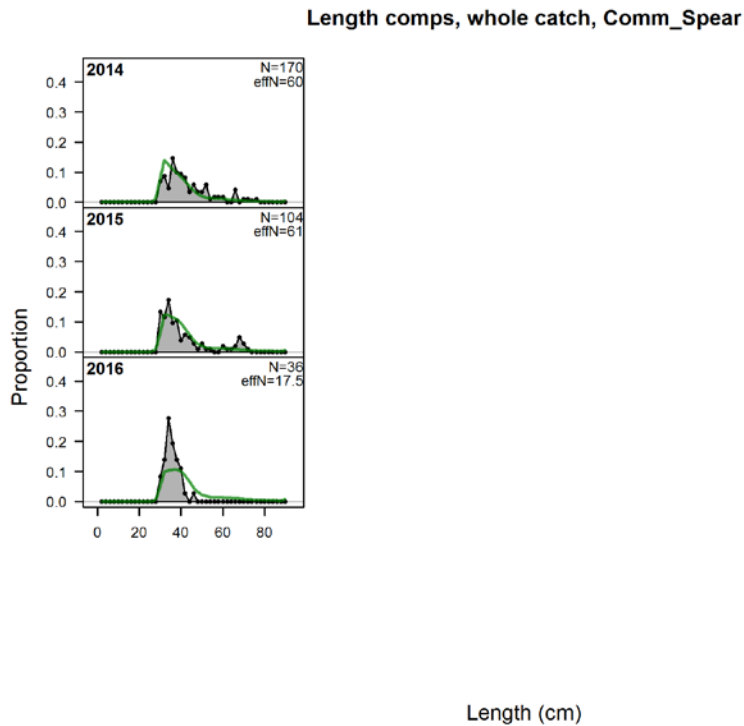 Length comps, whole catch, Comm_Spear
2014
N=170
effN=60
0.4
0.3
0.2
0.1
0.0
2015
N=104
effN=61
0.4
0.3
0.2
0.1
0.0
2016
N=36
effN=17.5
0.4
0.3
0.2
0.1
0.0
0 20 40 60 80
Proportion
Length (cm)